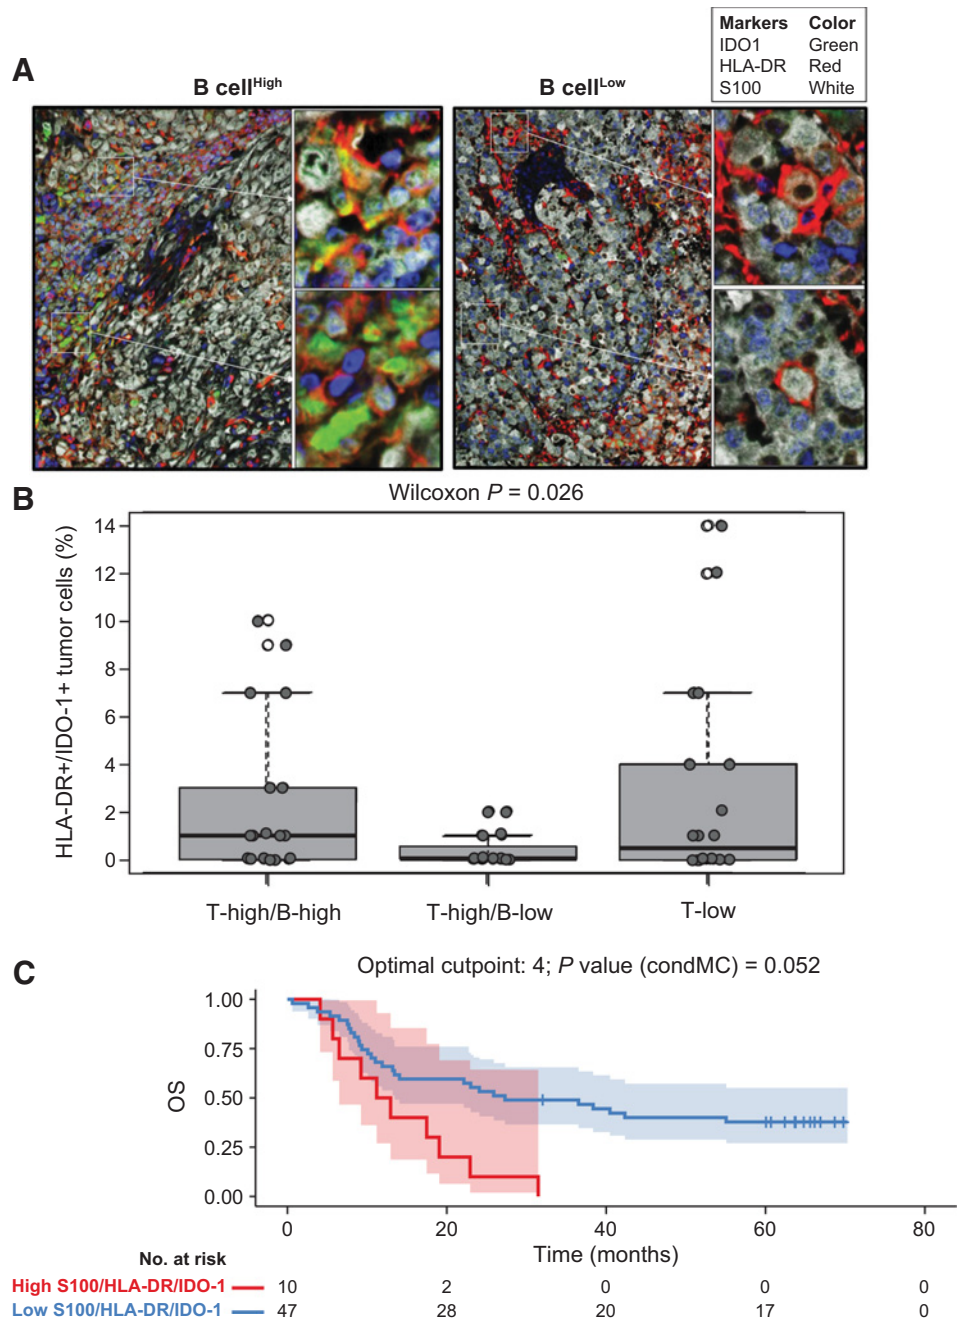 Markers Color
IDO1 Green
HLA-DR Red
S100 White
A
B cellHigh
B cellLow
B
Wilcoxon P = 0.026
HLA-DR+/IDO-1+ tumor cells (%)
14
12
10
8
6
4
2
0
T-high/B-high T-high/B-low T-low
C
Optimal cutpoint: 4; P value (condMC) = 0.052
OS
1.00
0.75
0.50
0.25
0.00
0 20 40 60 80
Time (months)
No. at risk
High S100/HLA-DR/IDO-1 10 2 0 0 0
Low S100/HLA-DR/IDO-1 47 28 20 17 0